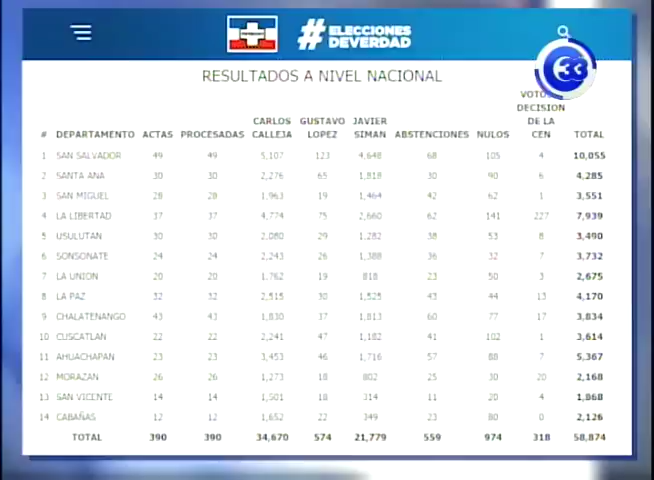 #ELECCIONES
DEVERDAD
33
RESULTADOS A NIVEL NACIONAL
# DEPARTAMENTO ACTAS PROCESADAS CARLOS CALLEJA GUSTAVO LOPEZ JAVIER SIMAN ABSTENCIONES NULOS DECISION DE LA CEN TOTAL
1 SAN SALVADOR 49 49 5,107 123 4,648 68 105 4 10,055
2 SANTA ANA 30 30 2,276 65 1,818 30 90 6 4,285
3 SAN MIGUEL 28 28 1,963 19 1,464 42 62 1 3,551
4 LA LIBERTAD 37 37 4,774 75 2,660 62 141 227 7,939
5 USULUTAN 30 30 2,080 29 1,282 38 53 8 3,490
6 SONSONATE 24 24 2,243 26 1,388 36 32 7 3,732
7 LA UNION 20 20 1,762 19 818 23 50 3 2,675
8 LA PAZ 32 32 2,515 30 1,525 43 44 13 4,170
9 CHALATENANGO 43 43 1,830 37 1,813 60 77 17 3,834
10 CUSCATLAN 22 22 2,241 47 1,182 41 102 1 3,614
11 AHUACHAPAN 23 23 3,453 46 1,716 57 88 7 5,367
12 MORAZAN 26 26 1,273 18 802 25 30 20 2,168
13 SAN VICENTE 14 14 1,501 18 314 11 20 4 1,868
14 CABAÑAS 12 12 1,652 22 349 23 80 0 2,126
TOTAL 390 390 34,670 574 21,779 559 974 318 58,874